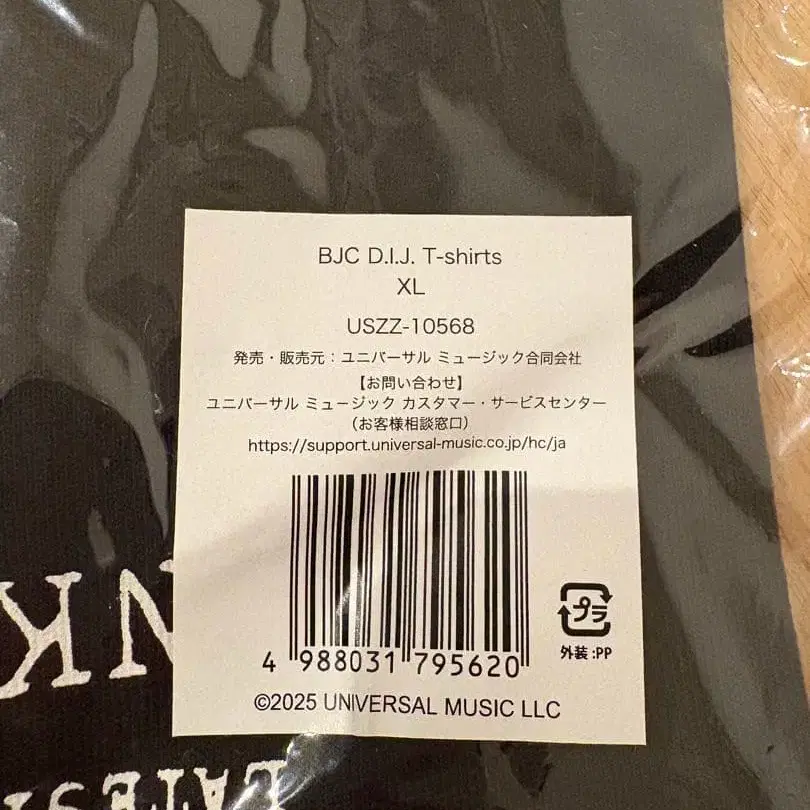 BJC D.I.J. T-shirts
XL
USZZ-10568
発売・販売元：ユニバーサル ミュージック合同会社
【お問い合わせ】
ユニバーサル ミュージック カスタマー・サービスセンター
（お客様相談窓口）
https://support.universal-music.co.jp/hc/ja
4 988031 795620
プラ
外装:PP
©2025 UNIVERSAL MUSIC LLC
NK
LATES